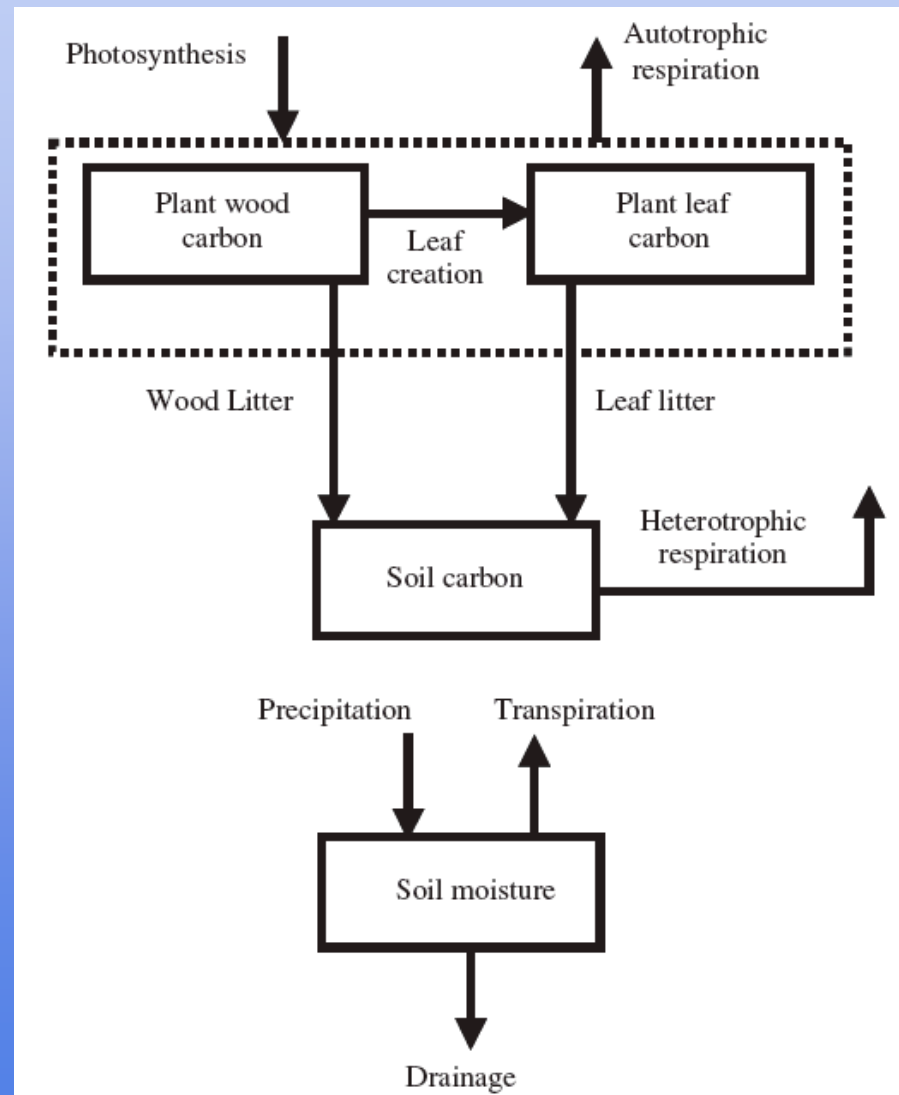 Photosynthesis
Autotrophic
respiration
Plant wood
carbon
Plant leaf
carbon
Leaf
creation
Wood Litter
Leaf litter
Soil carbon
Heterotrophic
respiration
Precipitation
Transpiration
Soil moisture
Drainage